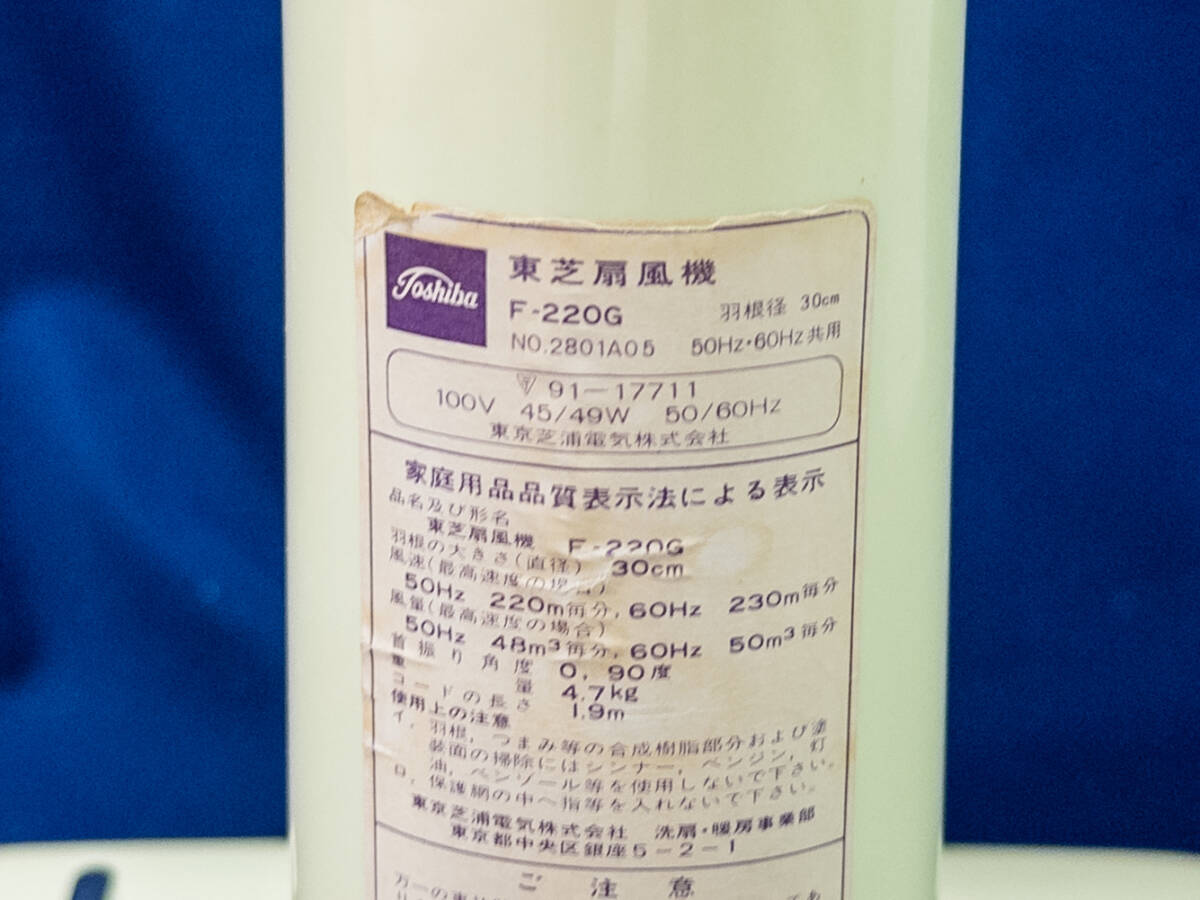 Toshiba
東芝扇風機
F-220G 羽根径 30cm
NO.2801A05 50Hz・60Hz共用
91-17711
100V 45/49W 50/60Hz
東京芝浦電気株式会社
家庭用品品質表示法による表示
品名及び形名
東芝扇風機 F-220G
羽根の大きさ(直径) 30cm
風速(最高速度の場合)
50Hz 220m毎分, 60Hz 230m毎分
風量(最高速度の場合)
50Hz 48m³毎分, 60Hz 50m³毎分
首振り角度 0, 90度
重量 4.7kg
コードの長さ 1.9m
使用上の注意
イ. 羽根, つまみ等の合成樹脂部分および塗
装面の掃除にはシンナー, ベンジン, 灯
油, ベンゾール等を使用しないで下さい.
ロ. 保護網の中へ指等を入れないで下さい.
東京芝浦電気株式会社 洗扇・暖房事業部
東京都中央区銀座5-2-1
ご注意
万一の